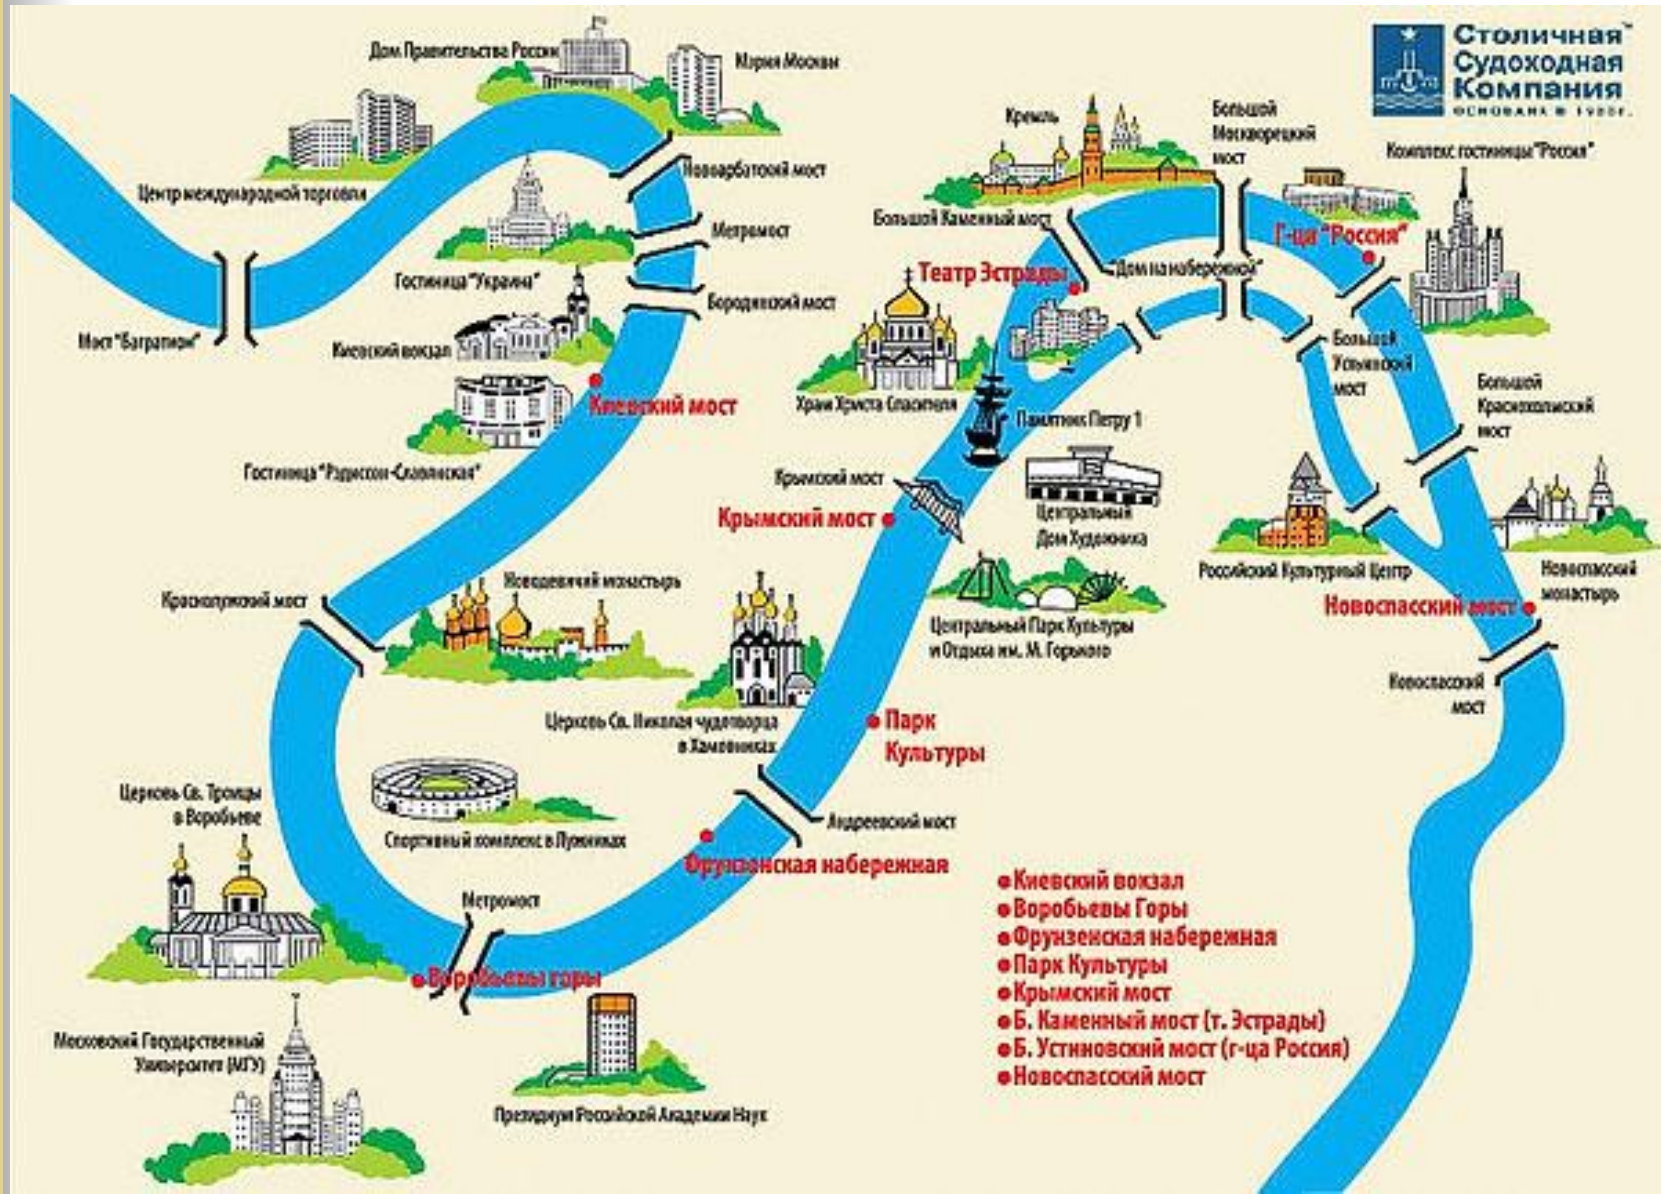 Столичная
Судоходная
Компания
Дом Правительства России
Мэрия Москвы
Центр международной торговли
Новоарбатский мост
Метромост
Гостиница "Украина"
Бородинский мост
Мост "Багратион"
Киевский вокзал
Киевский мост
Гостиница "Рэдиссон-Славянская"
Кремль
Большой
Москворецкий
мост
Комплекс гостиницы "Россия"
Большой Каменный мост
Г-ца "Россия"
Театр Эстрады
"Дом на набережной"
Большой
Устьинский
мост
Большой
Краснохолмский
мост
Храм Христа Спасителя
Памятник Петру 1
Крымский мост
Крымский мост
Центральный
Дом Художника
Российский Культурный Центр
Новоспасский
монастырь
Новоспасский мост
Новоспасский
мост
Центральный Парк Культуры
и Отдыха им. М. Горького
Краснолужский мост
Новодевичий монастырь
Церковь Св. Николая чудотворца
в Хамовниках
Парк
Культуры
Церковь Св. Троицы
в Воробьеве
Спортивный комплекс в Лужниках
Андреевский мост
Фрунзенская набережная
Метромост
Воробьевы горы
Московский Государственный
Университет (МГУ)
Президиум Российской Академии Наук
Киевский вокзал
Воробьевы Горы
Фрунзенская набережная
Парк Культуры
Крымский мост
Б. Каменный мост (т. Эстрады)
Б. Устиновский мост (г-ца Россия)
Новоспасский мост